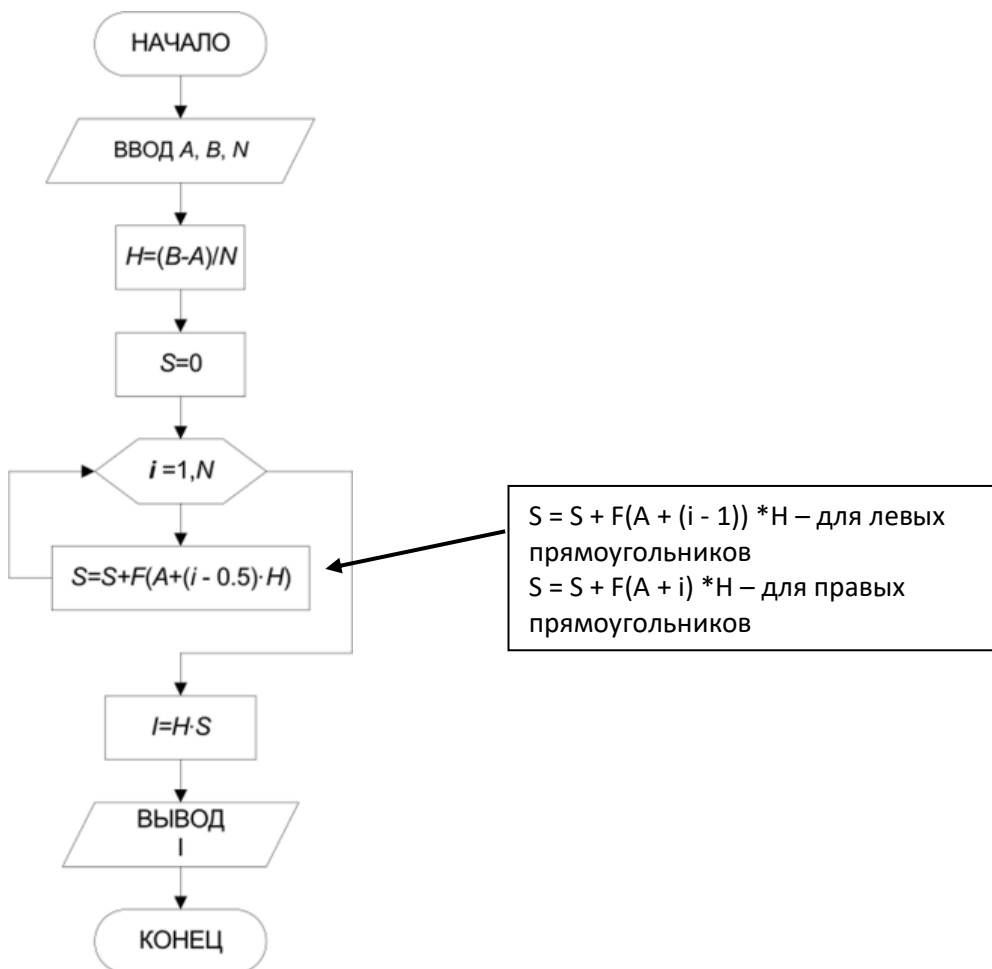 НАЧАЛО
ВВОД A, B, N
H=(B-A)/N
S=0
i =1,N
S=S+F(A+(i - 0.5)·H)
S = S + F(A + (i - 1)) *H – для левых
прямоугольников
S = S + F(A + i) *H – для правых
прямоугольников
I=H·S
ВЫВОД
I
КОНЕЦ